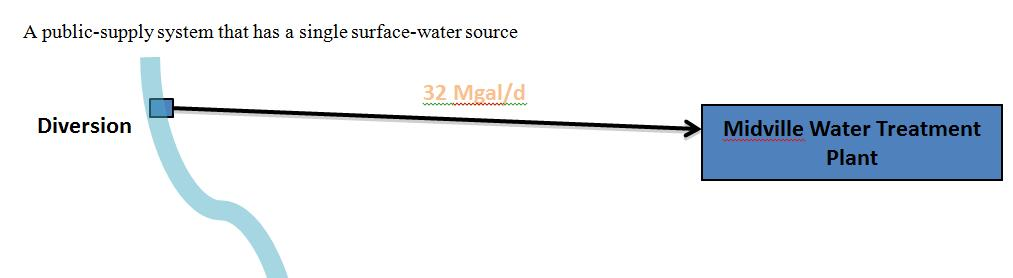 A public-supply system that has a single surface-water source
32 Mgal/d
Diversion
Midville Water Treatment
Plant